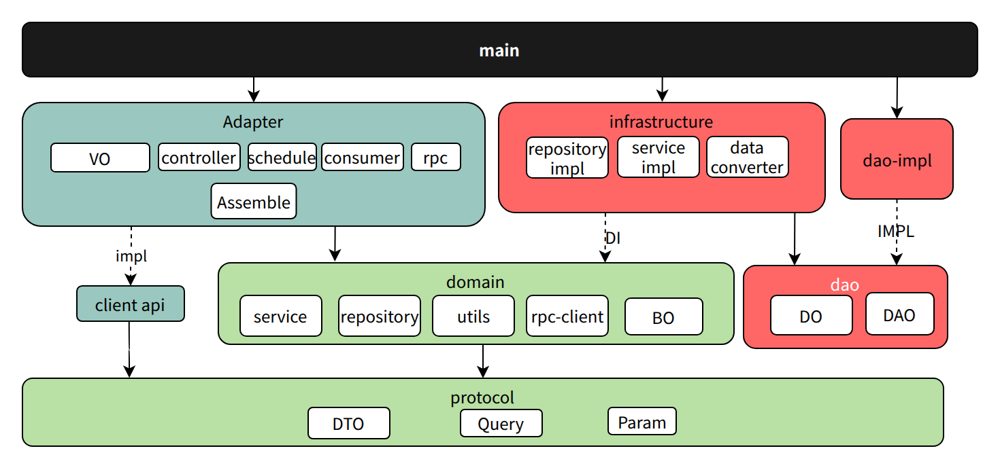 main
Adapter
VO
controller
schedule
consumer
rpc
Assemble
infrastructure
repository
impl
service
impl
data
converter
dao-impl
impl
DI
IMPL
client api
domain
service
repository
utils
rpc-client
BO
dao
DO
DAO
protocol
DTO
Query
Param